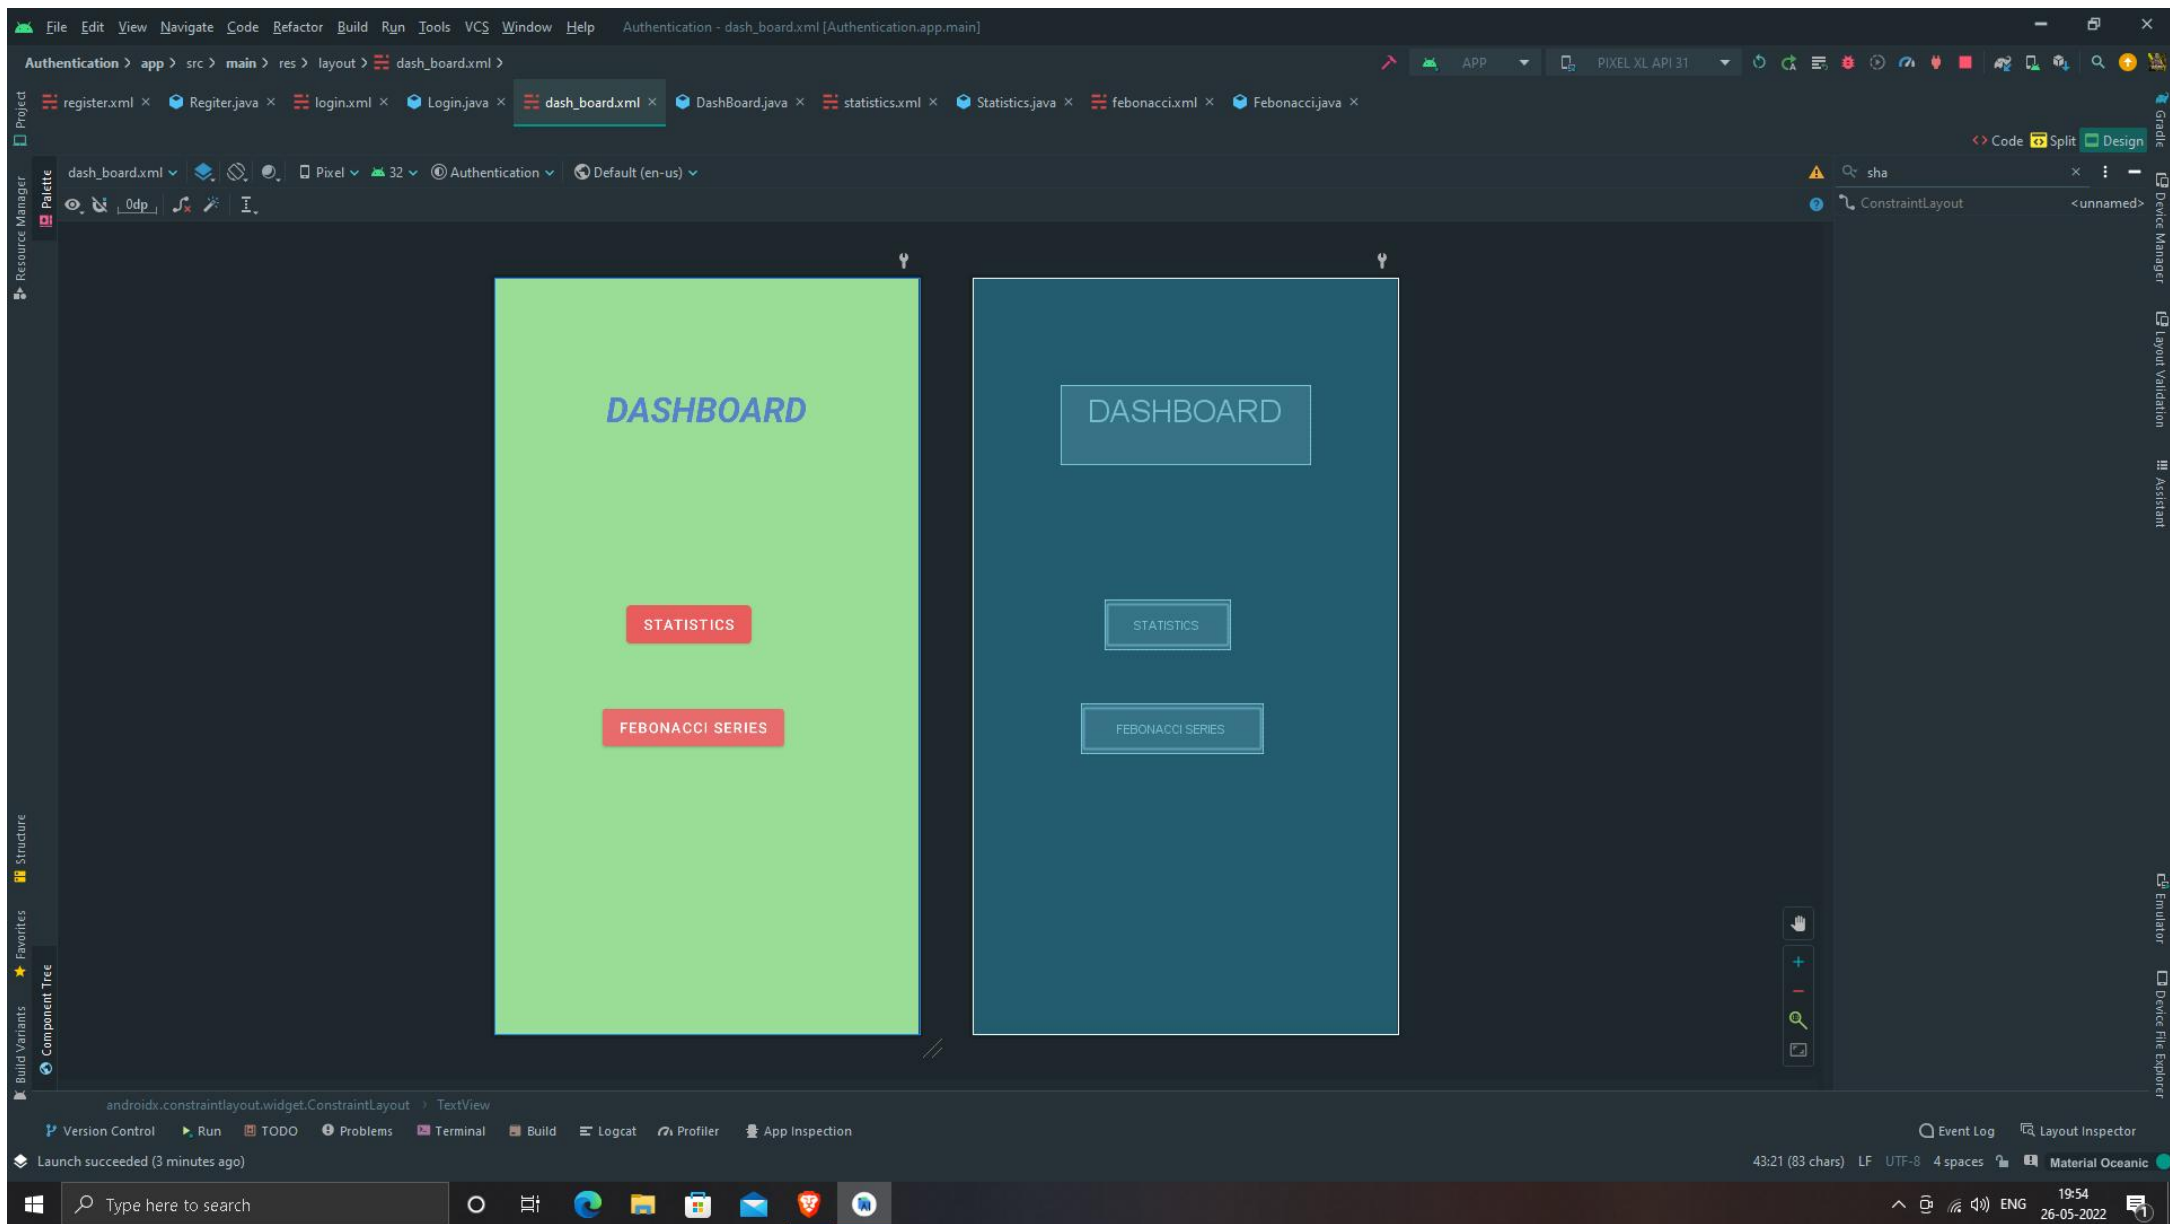 File Edit View Navigate Code Refactor Build Run Tools VCS Window Help Authentication - dash_board.xml [Authentication.app.main]
Authentication > app > src > main > res > layout > dash_board.xml > APP PIXEL XL API 31
register.xml × Regiter.java × login.xml × Login.java × dash_board.xml × DashBoard.java × statistics.xml × Statistics.java × febonacci.xml × Febonacci.java ×
Code Split Design
dash_board.xml Pixel 32 Authentication Default (en-us) sha
0dp ConstraintLayout <unnamed>
Project
Resource Manager
Palette
Structure
Favorites
Build Variants
Component Tree
DASHBOARD
STATISTICS
FEBONACCI SERIES
DASHBOARD
STATISTICS
FEBONACCI SERIES
Gradle
Device Manager
Layout Validation
Assistant
Emulator
Device File Explorer
androidx.constraintlayout.widget.ConstraintLayout > TextView
Version Control Run TODO Problems Terminal Build Logcat Profiler App Inspection Event Log Layout Inspector
Launch succeeded (3 minutes ago) 43:21 (83 chars) LF UTF-8 4 spaces Material Oceanic
Type here to search ENG 19:54
26-05-2022
1